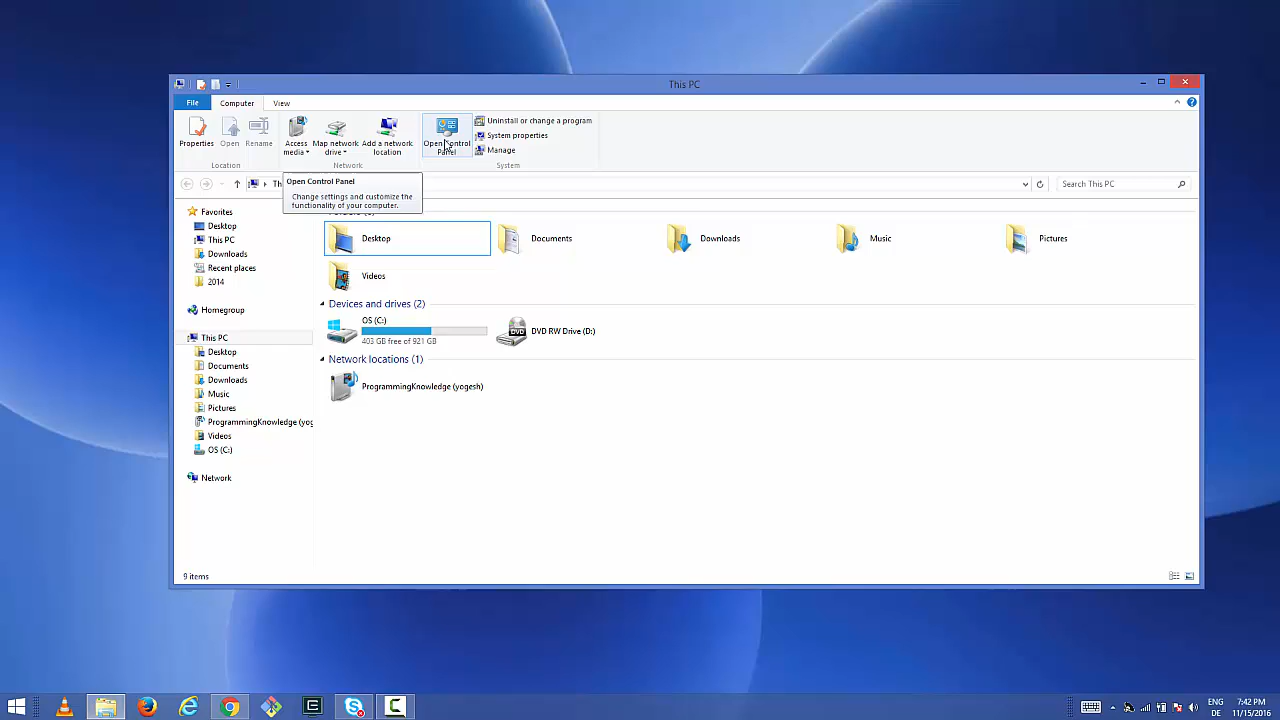 This PC
File
Computer
View
Properties
Open
Rename
Access
media
Map network
drive
Add a network
location
Open Control
Panel
Uninstall or change a program
System properties
Manage
Location
Network
System
Open Control Panel
Change settings and customize the
functionality of your computer.
Search This PC
Favorites
Desktop
This PC
Downloads
Recent places
2014
Homegroup
This PC
Desktop
Documents
Downloads
Music
Pictures
ProgrammingKnowledge (yog
Videos
OS (C:)
Network
Desktop
Documents
Downloads
Music
Pictures
Videos
Devices and drives (2)
OS (C:)
403 GB free of 921 GB
DVD
DVD RW Drive (D:)
Network locations (1)
ProgrammingKnowledge (yogesh)
9 items
ENG
DE
7:42 PM
11/15/2016